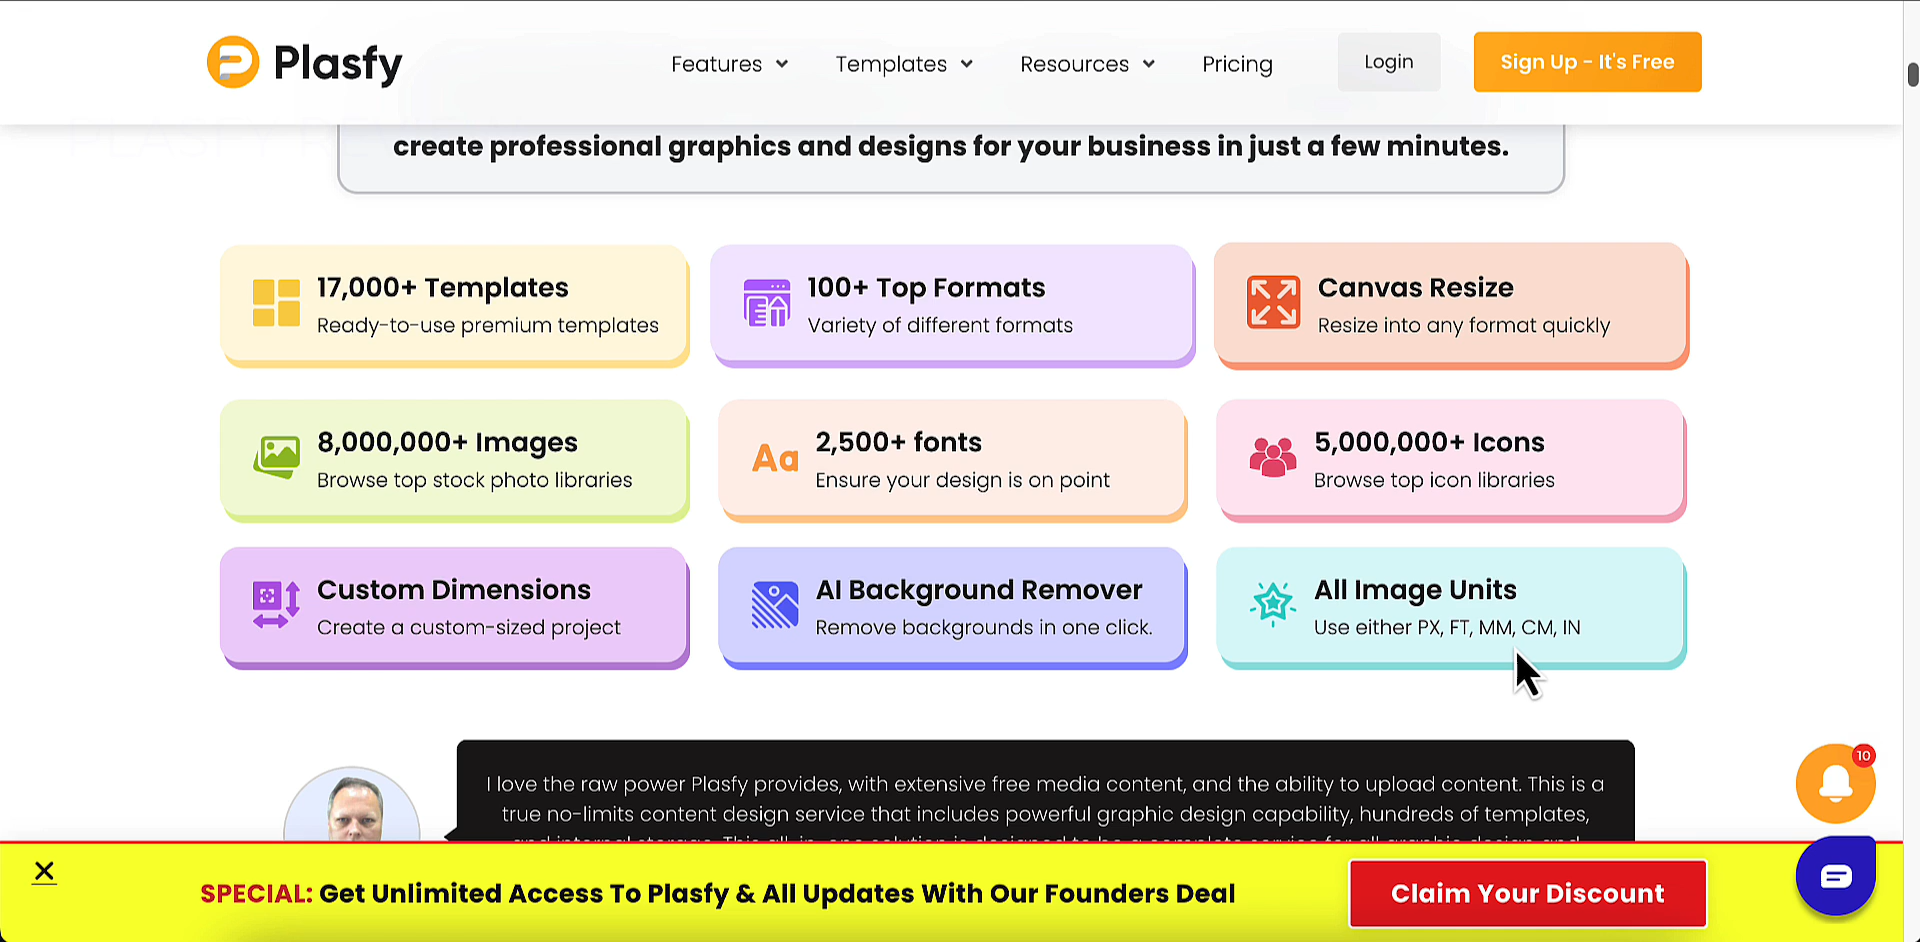 Plasfy
Features
Templates
Resources
Pricing
Login
Sign Up - It's Free
create professional graphics and designs for your business in just a few minutes.
17,000+ Templates
Ready-to-use premium templates
100+ Top Formats
Variety of different formats
Canvas Resize
Resize into any format quickly
8,000,000+ Images
Browse top stock photo libraries
Aa
2,500+ fonts
Ensure your design is on point
5,000,000+ Icons
Browse top icon libraries
Custom Dimensions
Create a custom-sized project
AI Background Remover
Remove backgrounds in one click.
All Image Units
Use either PX, FT, MM, CM, IN
I love the raw power Plasfy provides, with extensive free media content, and the ability to upload content. This is a
true no-limits content design service that includes powerful graphic design capability, hundreds of templates,
10
SPECIAL: Get Unlimited Access To Plasfy & All Updates With Our Founders Deal
Claim Your Discount